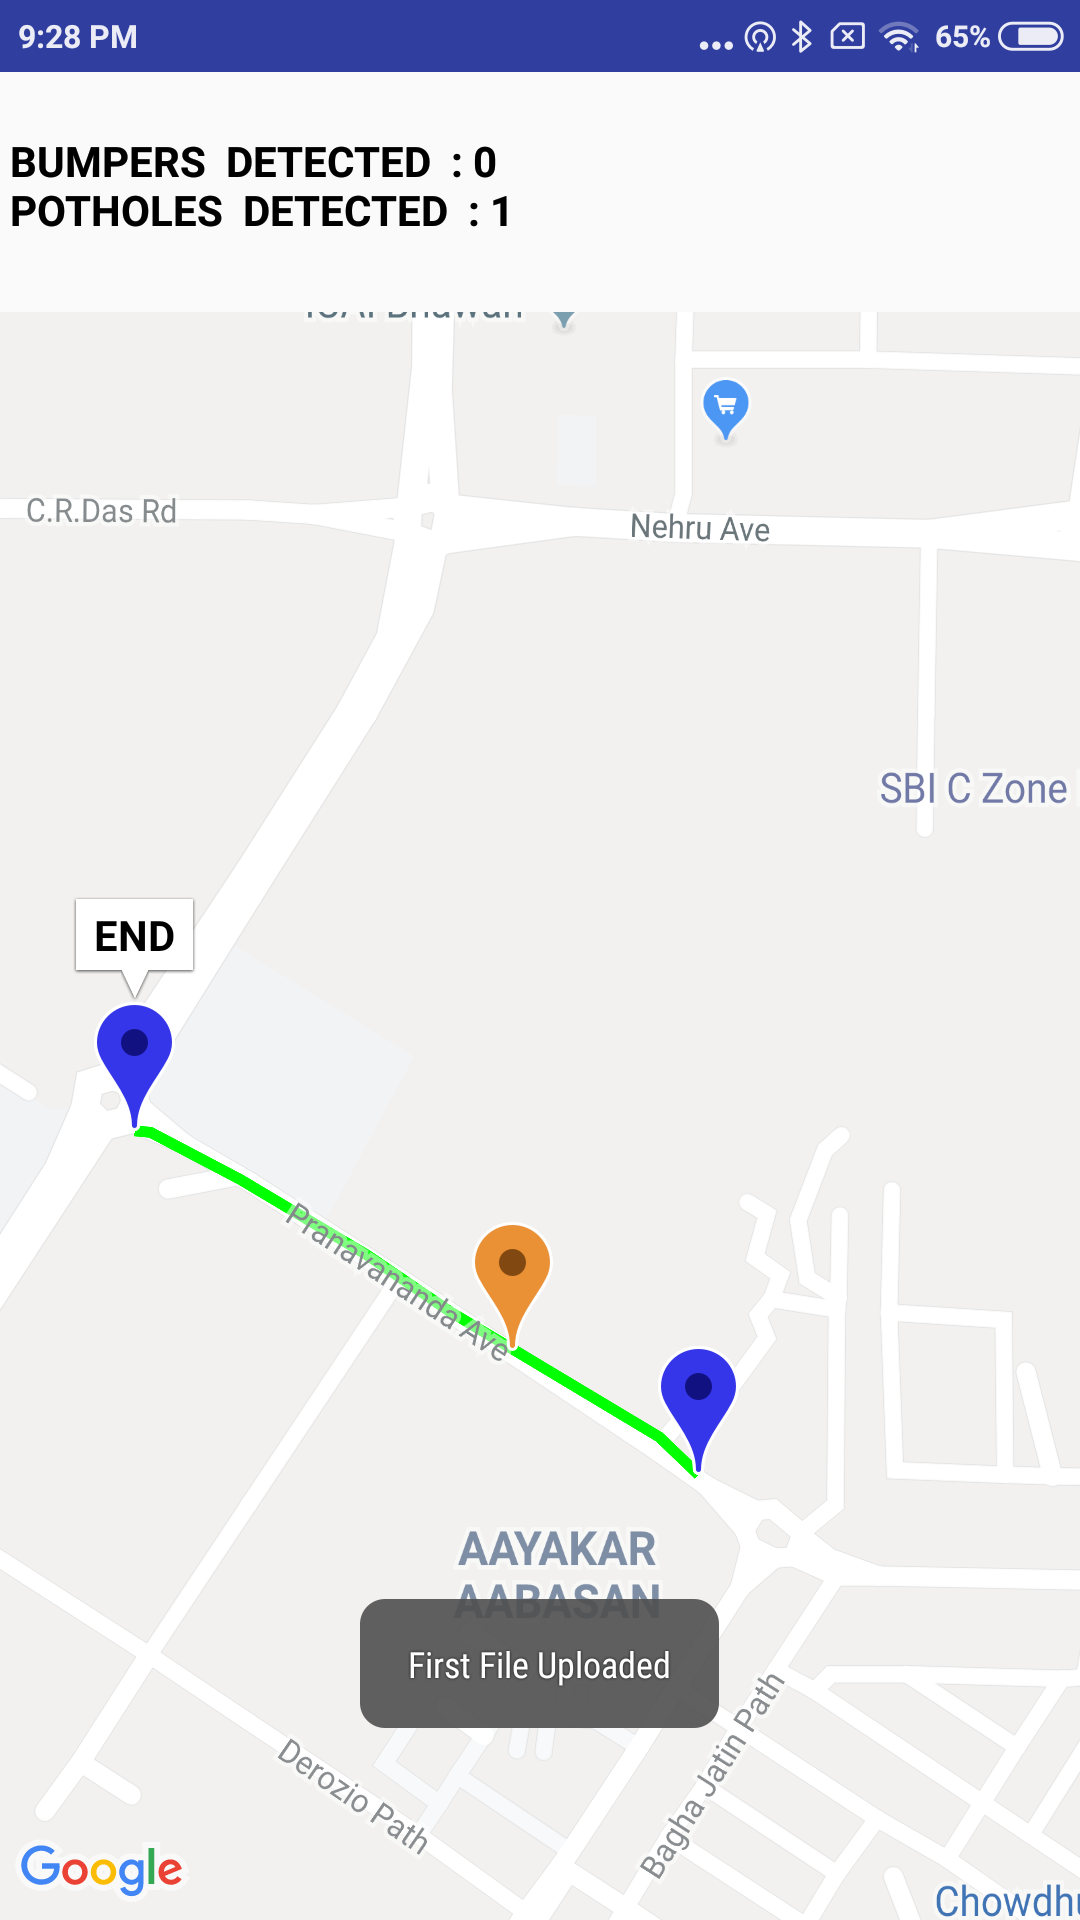 9:28 PM
65%
BUMPERS DETECTED : 0
POTHOLES DETECTED : 1
C.R.Das Rd
Nehru Ave
SBI C Zone
END
Pranavananda Ave
AAYAKAR
AABASAN
First File Uploaded
Bagha Jatin Path
Derozio Path
Google